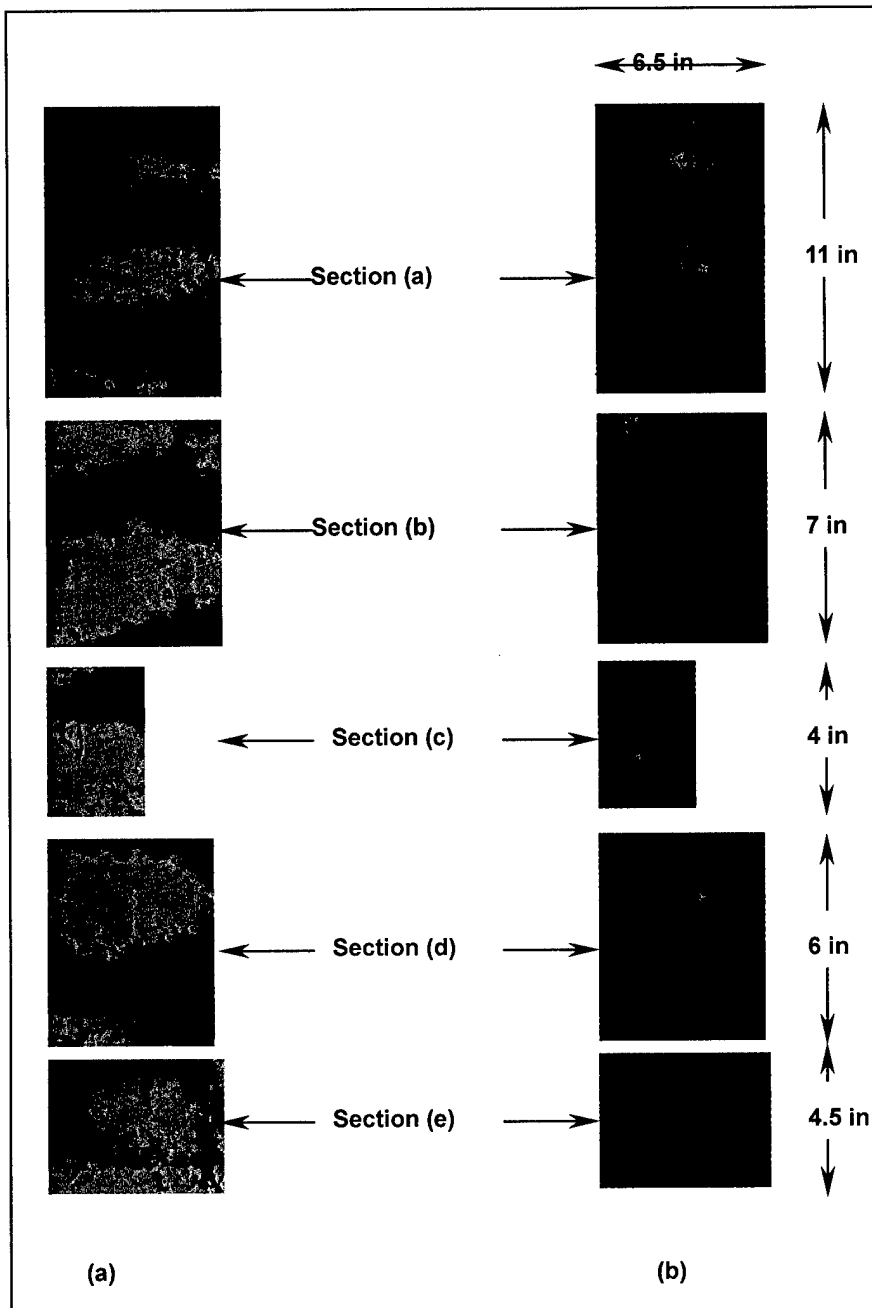 6.5 in
Section (a)
11 in
Section (b)
7 in
Section (c)
4 in
Section (d)
6 in
Section (e)
4.5 in
(a)
(b)